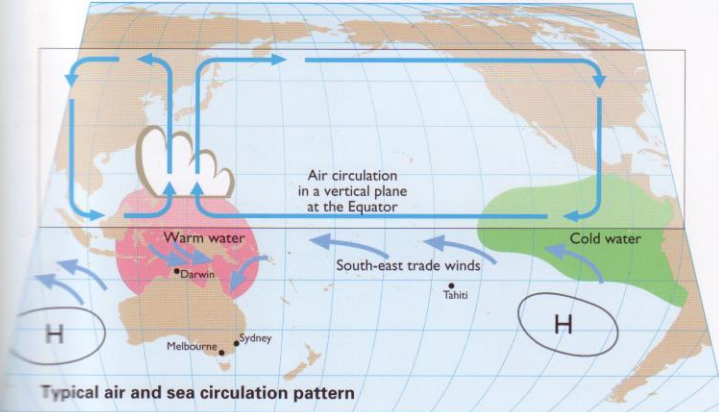 Air circulation
in a vertical plane
at the Equator
Warm water
Cold water
South-east trade winds
Darwin
Tahiti
H
H
Sydney
Melbourne
Typical air and sea circulation pattern